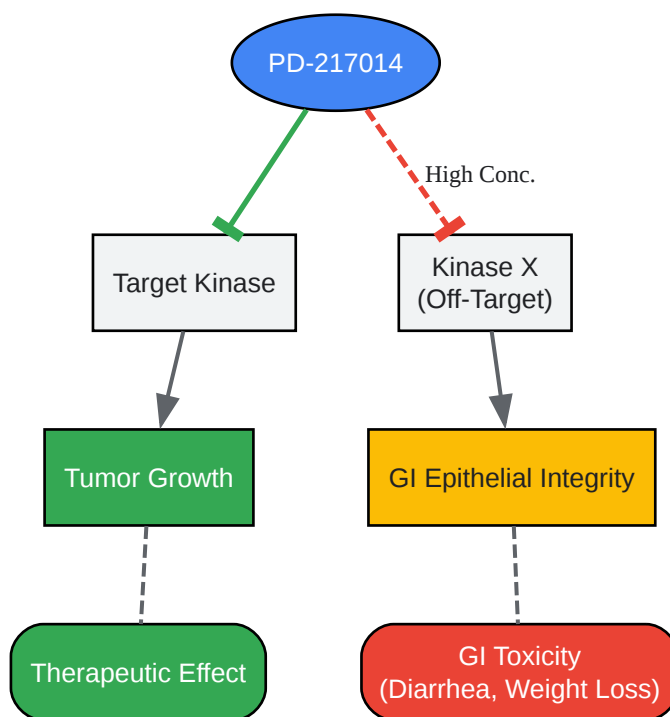 PD-217014
High Conc.
Target Kinase
Kinase X
(Off-Target)
Tumor Growth
GI Epithelial Integrity
Therapeutic Effect
GI Toxicity
(Diarrhea, Weight Loss)